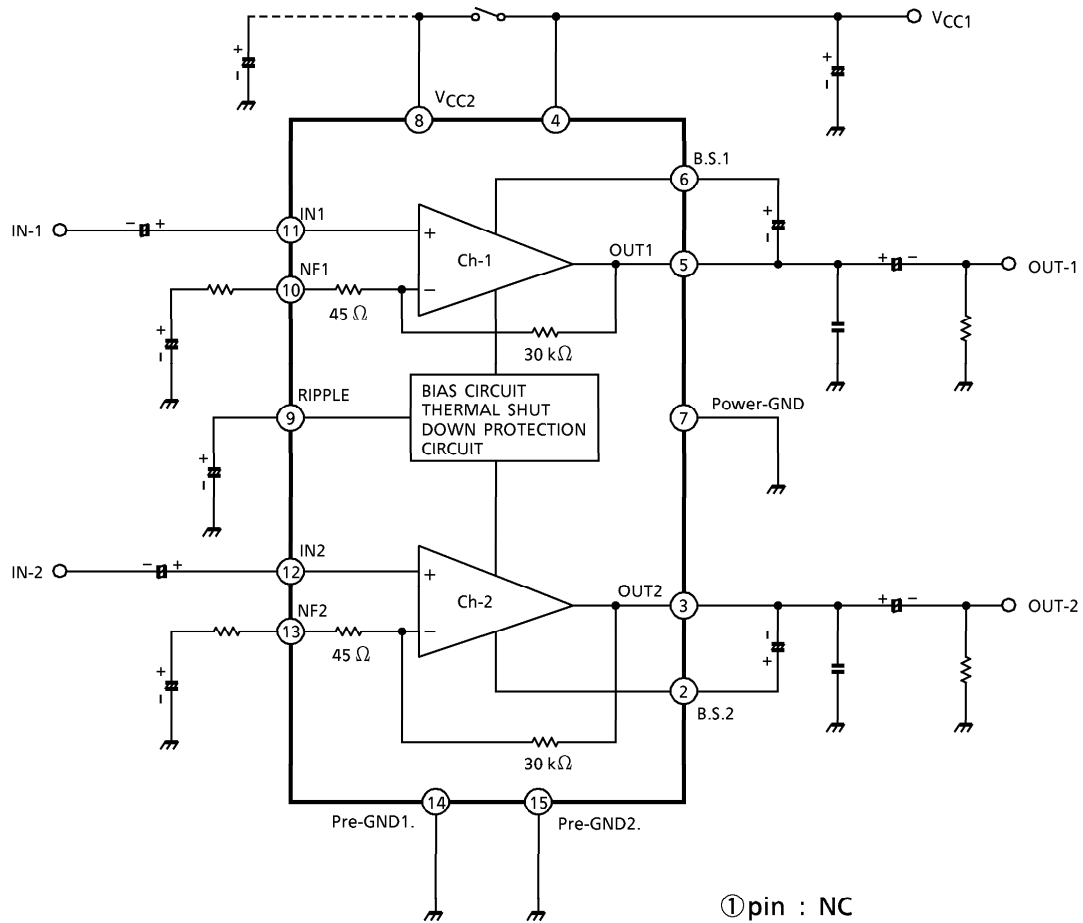 VCC1
+
−
+
−
VCC2
8
4
B.S.1
6
IN-1
− +
IN1
11
+
Ch-1
OUT1
5
+
−
+ −
OUT-1
NF1
10
45 Ω
−
30 kΩ
+
−
RIPPLE
9
BIAS CIRCUIT
THERMAL SHUT
DOWN PROTECTION
CIRCUIT
Power-GND
7
+
−
IN-2
− +
IN2
12
+
Ch-2
OUT2
3
+ −
OUT-2
NF2
13
45 Ω
−
−
+
+
−
2
B.S.2
30 kΩ
14
15
Pre-GND1.
Pre-GND2.
①pin : NC